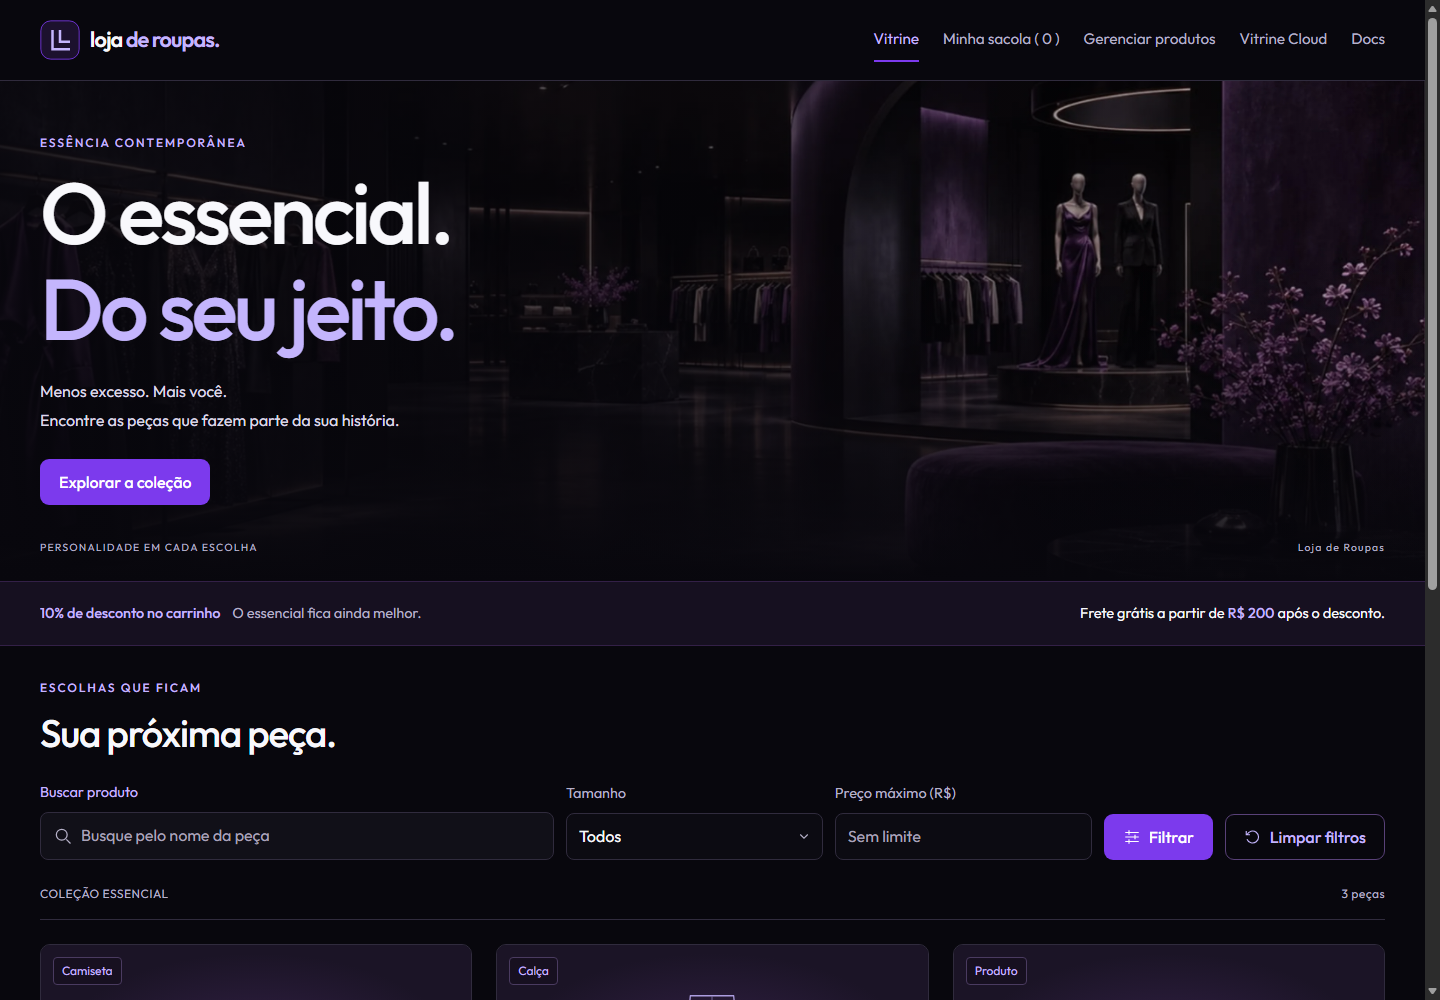 loja de roupas.
Vitrine
Minha sacola ( 0 )
Gerenciar produtos
Vitrine Cloud
Docs
ESSÊNCIA CONTEMPORÂNEA
O essencial.
Do seu jeito.
Menos excesso. Mais você.
Encontre as peças que fazem parte da sua história.
Explorar a coleção
PERSONALIDADE EM CADA ESCOLHA
Loja de Roupas
10% de desconto no carrinho O essencial fica ainda melhor.
Frete grátis a partir de R$ 200 após o desconto.
ESCOLHAS QUE FICAM
Sua próxima peça.
Buscar produto
Tamanho
Preço máximo (R$)
Busque pelo nome da peça
Todos
Sem limite
Filtrar
Limpar filtros
COLEÇÃO ESSENCIAL
3 peças
Camiseta
Calça
Produto